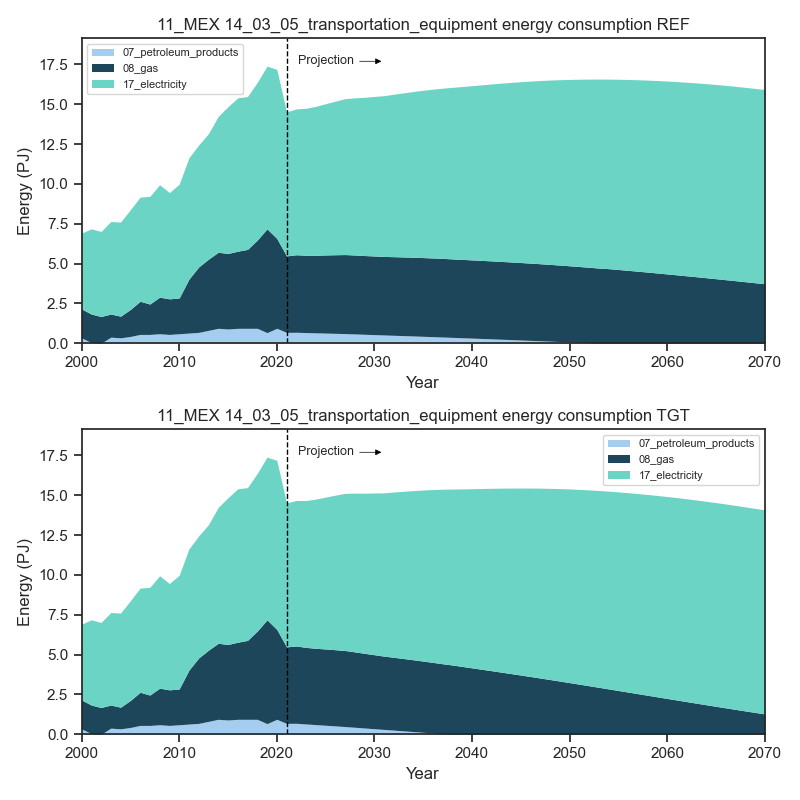 11_MEX 14_03_05_transportation_equipment energy consumption REF
07_petroleum_products
08_gas
17_electricity
Projection
17.5
15.0
12.5
10.0
7.5
5.0
2.5
0.0
Energy (PJ)
2000 2010 2020 2030 2040 2050 2060 2070
Year
11_MEX 14_03_05_transportation_equipment energy consumption TGT
Projection
07_petroleum_products
08_gas
17_electricity
17.5
15.0
12.5
10.0
7.5
5.0
2.5
0.0
Energy (PJ)
2000 2010 2020 2030 2040 2050 2060 2070
Year